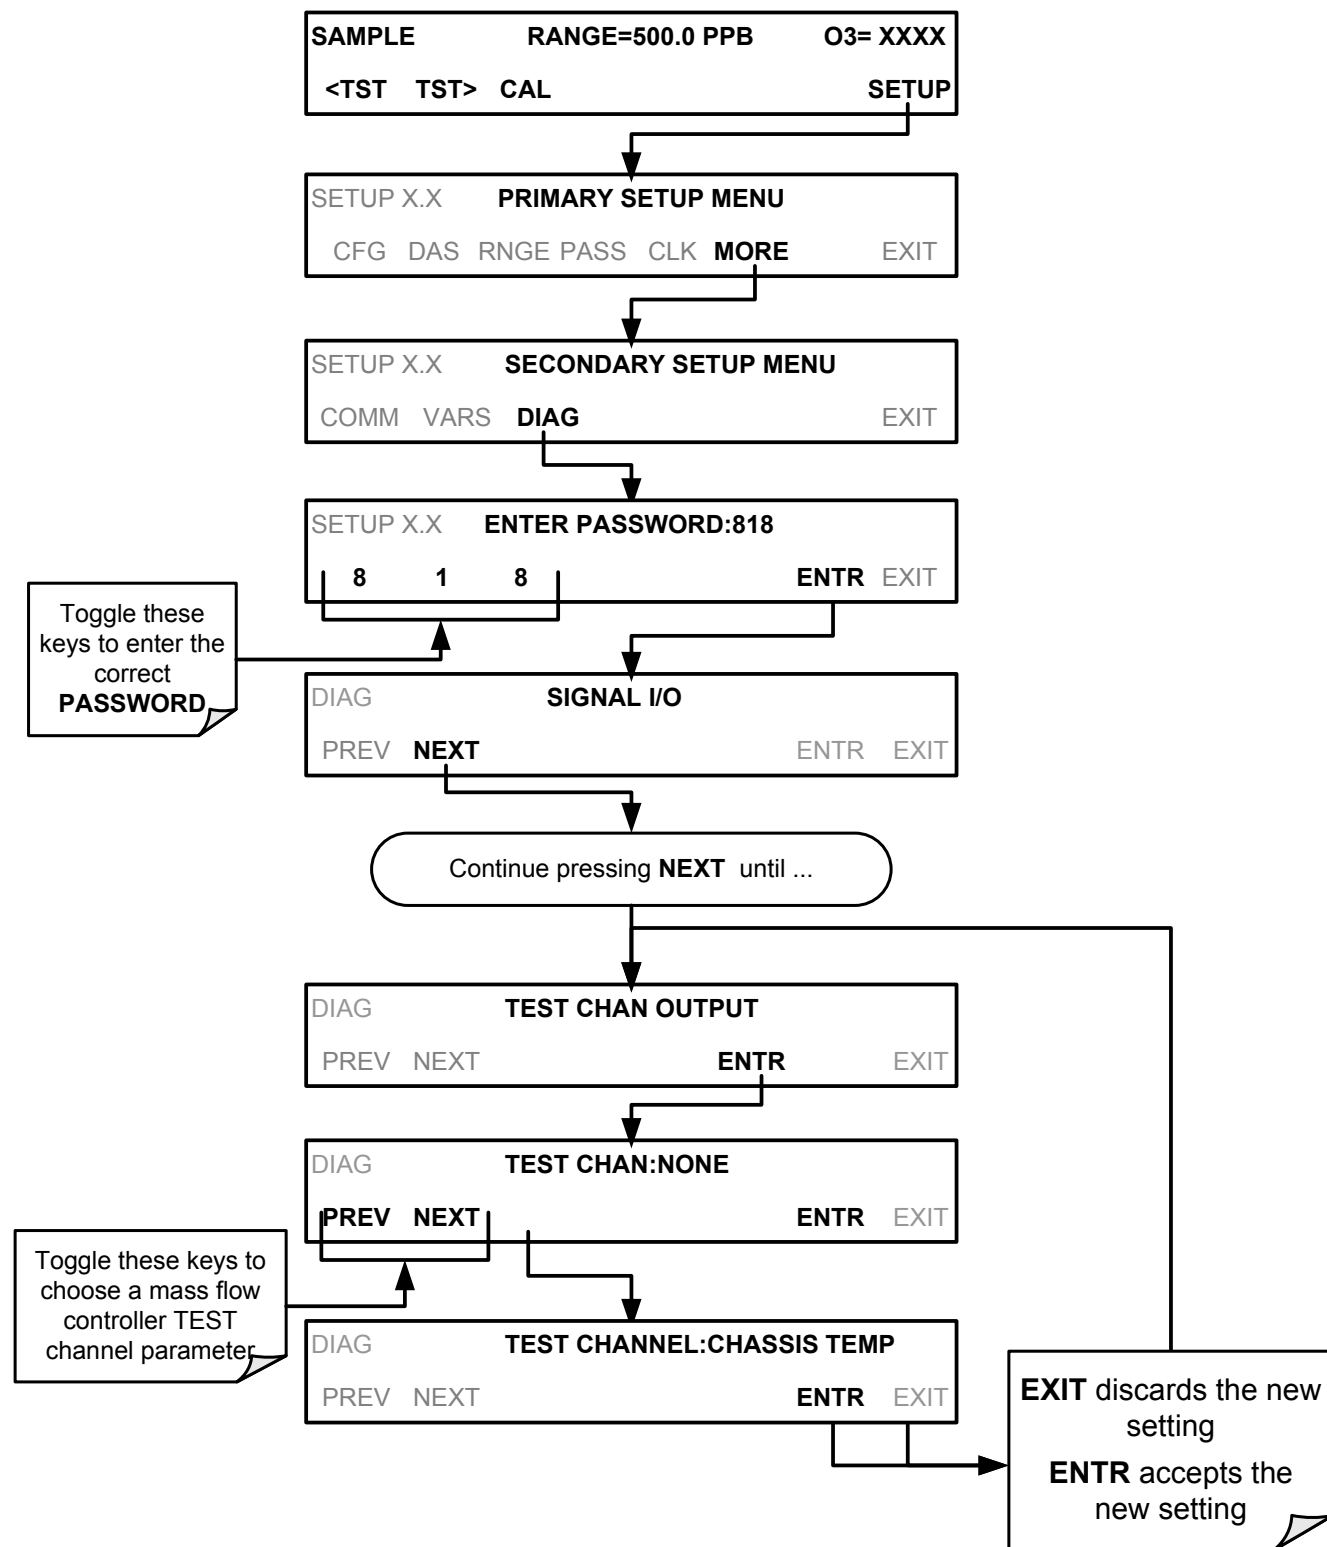 SAMPLE RANGE=500.0 PPB O3= XXXX
<TST TST> CAL SETUP
SETUP X.X PRIMARY SETUP MENU
CFG DAS RNGE PASS CLK MORE EXIT
SETUP X.X SECONDARY SETUP MENU
COMM VARS DIAG EXIT
SETUP X.X ENTER PASSWORD:818
8 1 8 ENTR EXIT
Toggle these
keys to enter the
correct
PASSWORD
DIAG SIGNAL I/O
PREV NEXT ENTR EXIT
Continue pressing NEXT until ...
DIAG TEST CHAN OUTPUT
PREV NEXT ENTR EXIT
DIAG TEST CHAN:NONE
PREV NEXT ENTR EXIT
Toggle these keys to
choose a mass flow
controller TEST
channel parameter
DIAG TEST CHANNEL:CHASSIS TEMP
PREV NEXT ENTR EXIT
EXIT discards the new
setting
ENTR accepts the
new setting